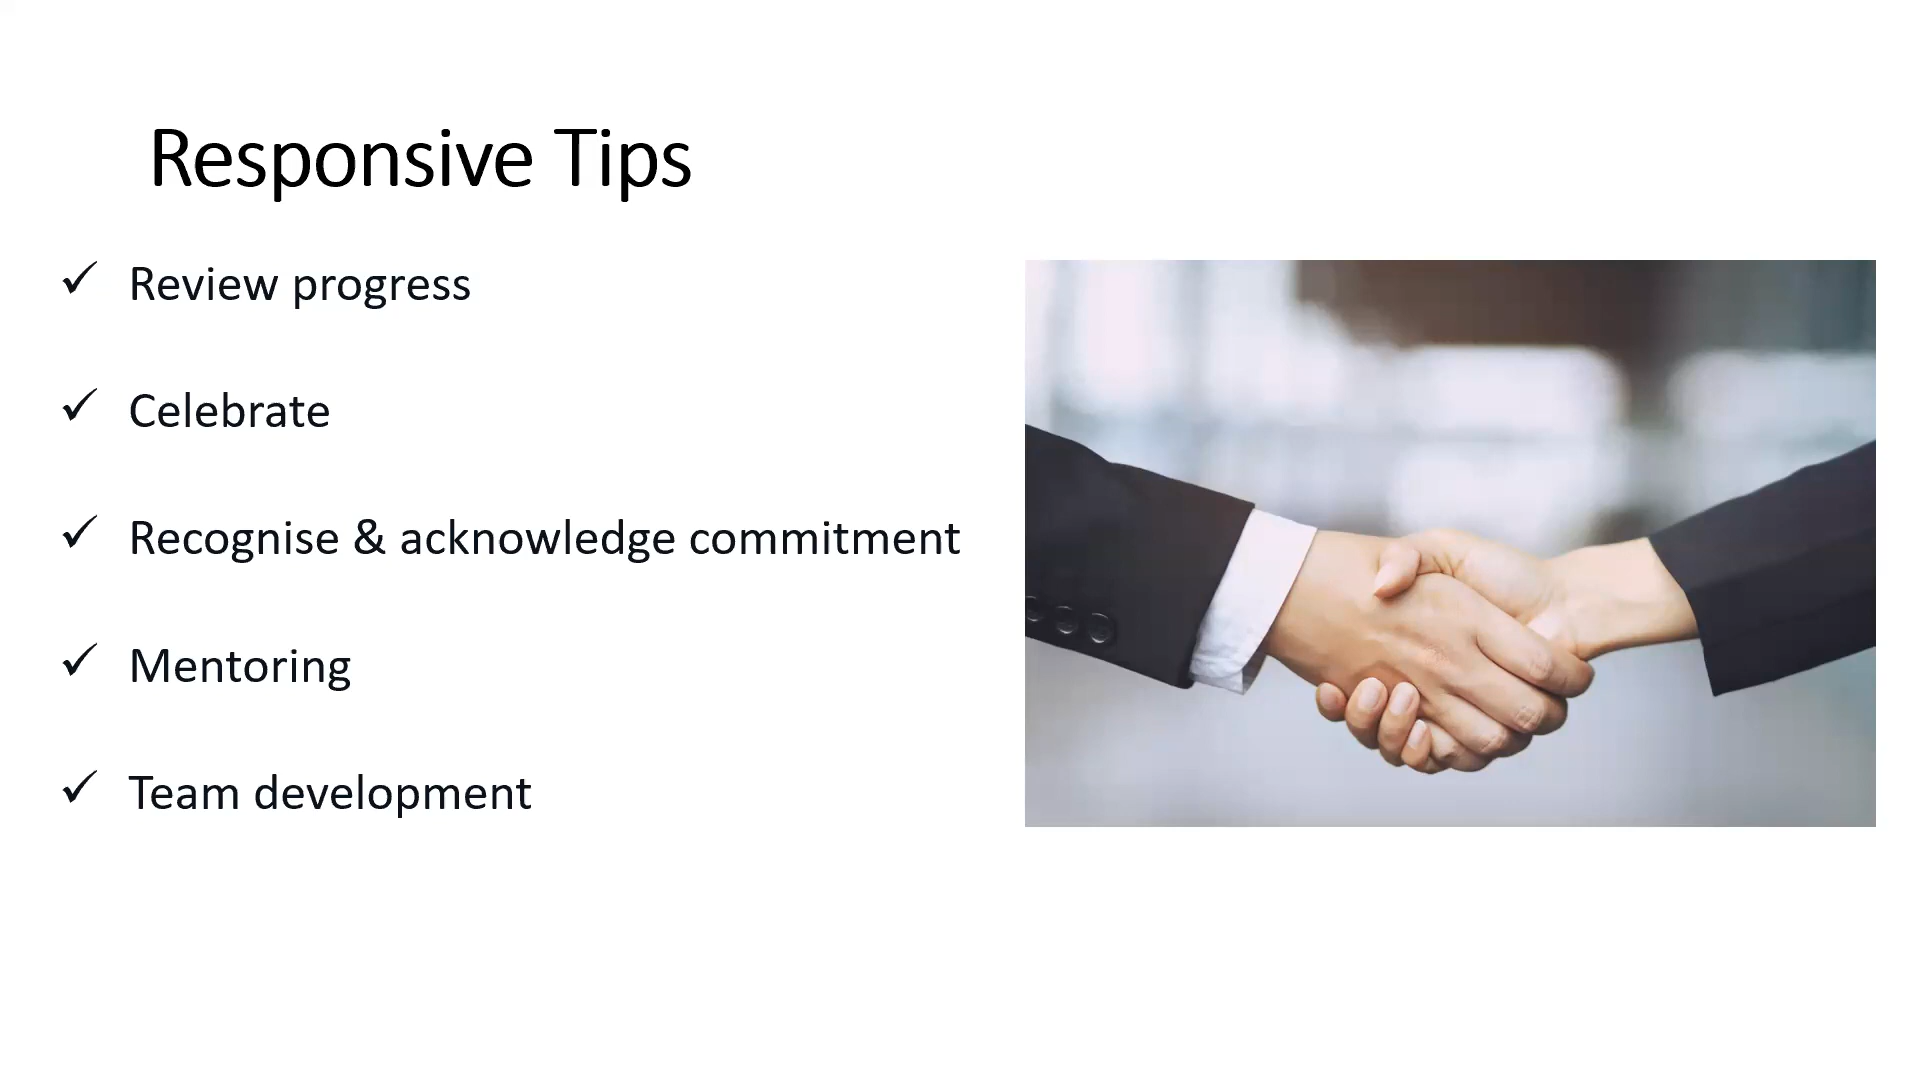 Responsive Tips
✓ Review progress
✓ Celebrate
✓ Recognise & acknowledge commitment
✓ Mentoring
✓ Team development